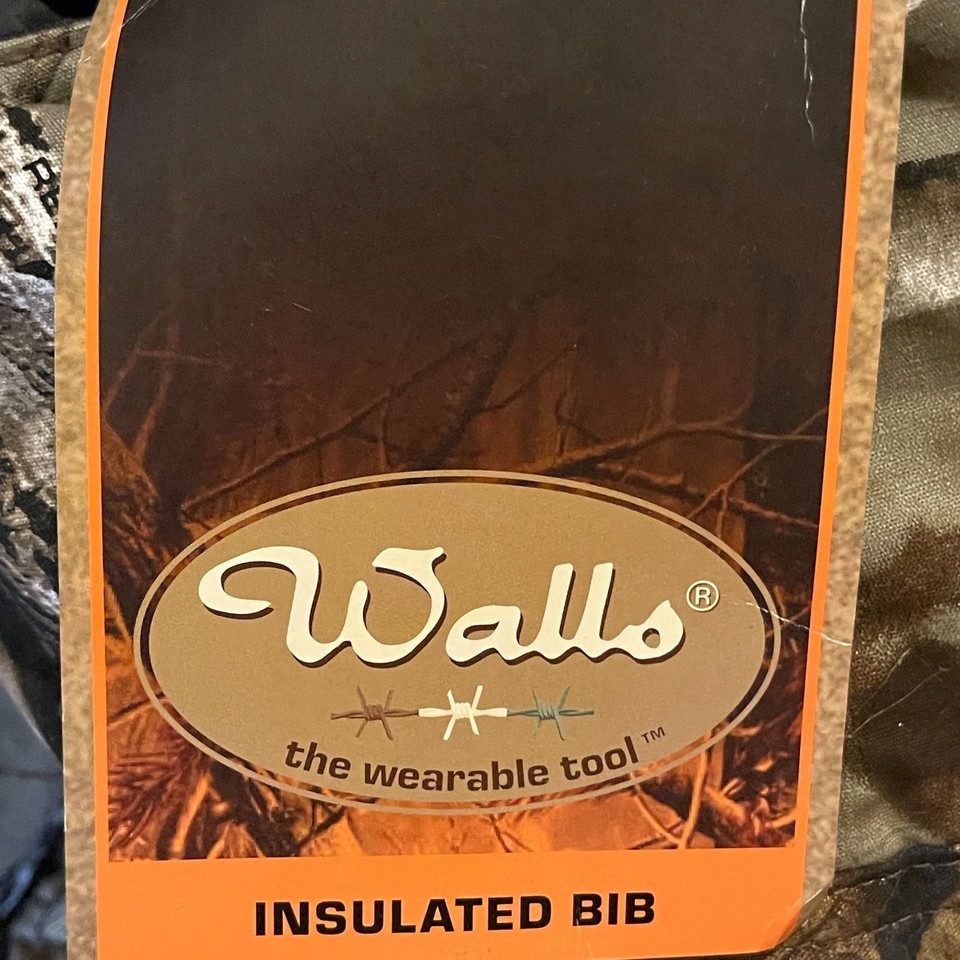 Walls®
the wearable tool™
INSULATED BIB